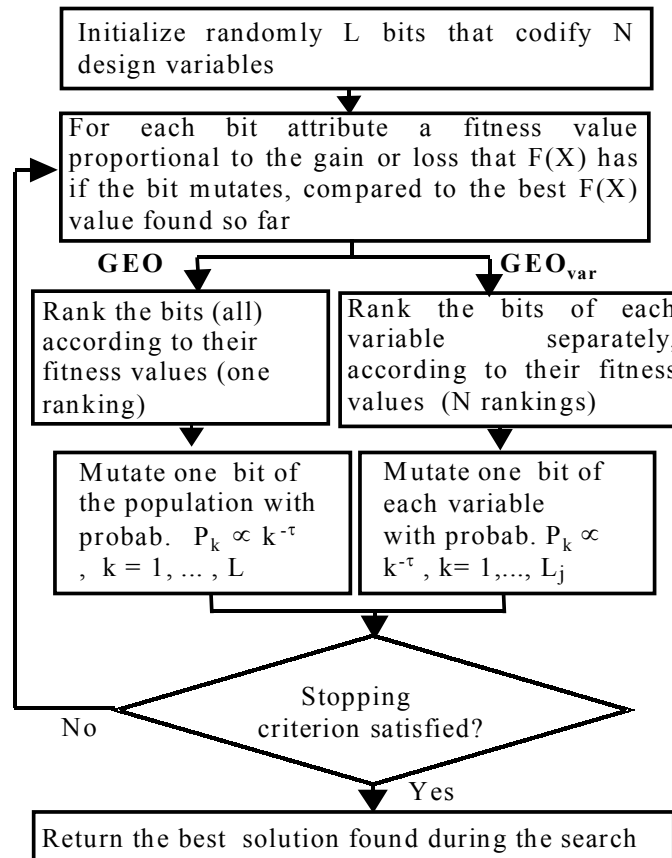 Initialize randomly L bits that codify N
design variables
For each bit attribute a fitness value
proportional to the gain or loss that F(X) has
if the bit mutates, compared to the best F(X)
value found so far
GEO
GEOvar
Rank the bits (all)
according to their
fitness values (one
ranking)
Rank the bits of each
variable separately,
according to their fitness
values (N rankings)
Mutate one bit of
the population with
probab. Pk ∝ k-τ
, k = 1, ... , L
Mutate one bit of
each variable
with probab. Pk ∝
k-τ , k= 1,..., Lj
Stopping
criterion satisfied?
No
Yes
Return the best solution found during the search